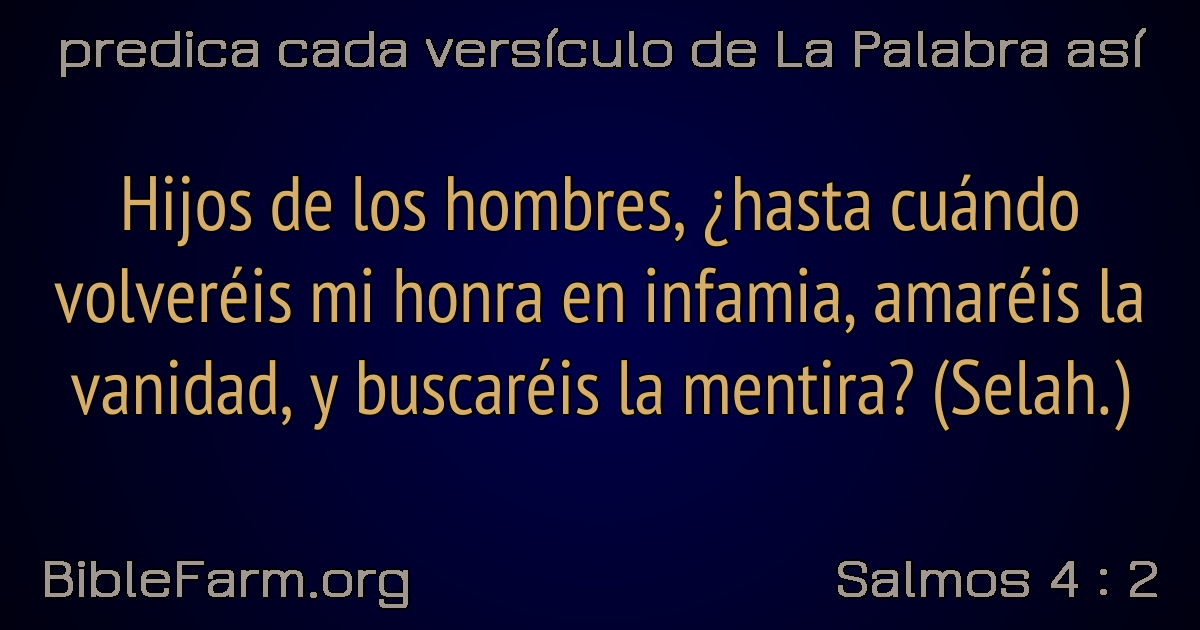 predica cada versículo de La Palabra así
Hijos de los hombres, ¿hasta cuándo
volveréis mi honra en infamia, amaréis la
vanidad, y buscaréis la mentira? (Selah.)
BibleFarm.org
Salmos 4 : 2